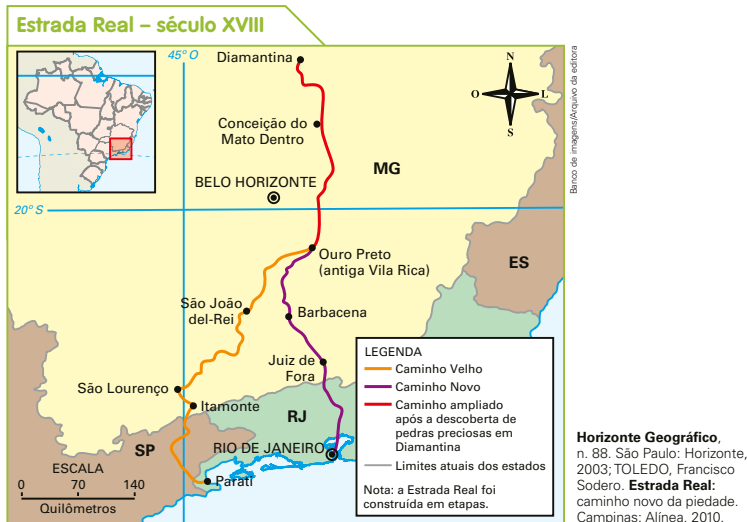 Estrada Real – século XVIII
45º O
Diamantina
N
O
L
S
Conceição do
Mato Dentro
MG
BELO HORIZONTE
20º S
Ouro Preto
(antiga Vila Rica)
ES
São João
del-Rei
Barbacena
Juiz de
Fora
São Lourenço
Itamonte
RJ
SP
RIO DE JANEIRO
Parati
ESCALA
0 70 140
Quilômetros
LEGENDA
Caminho Velho
Caminho Novo
Caminho ampliado
após a descoberta de
pedras preciosas em
Diamantina
Limites atuais dos estados
Nota: a Estrada Real foi
construída em etapas.
Banco de imagens/Arquivo da editora
Horizonte Geográfico,
n. 88. São Paulo: Horizonte,
2003; TOLEDO, Francisco
Sodero. Estrada Real:
caminho novo da piedade.
Campinas: Alínea, 2010.